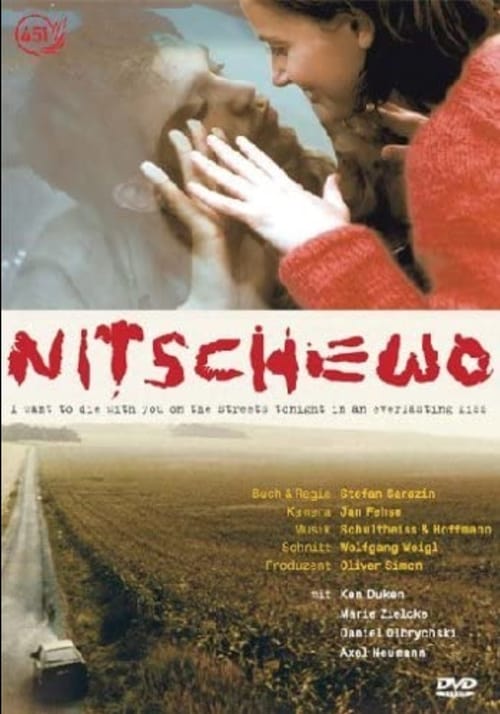 451
NITSCHEWO
I want to die with you on the streets tonight in an everlasting kiss
Buch & Regie Stefan Sarazin
Kamera Jan Fehse
Musik Schultheiss & Hoffmann
Schnitt Wolfgang Weigl
Produzent Oliver Simon
mit Ken Duken
Marie Zielcke
Daniel Olbrychski
Axel Neumann
DVD
VIDEO